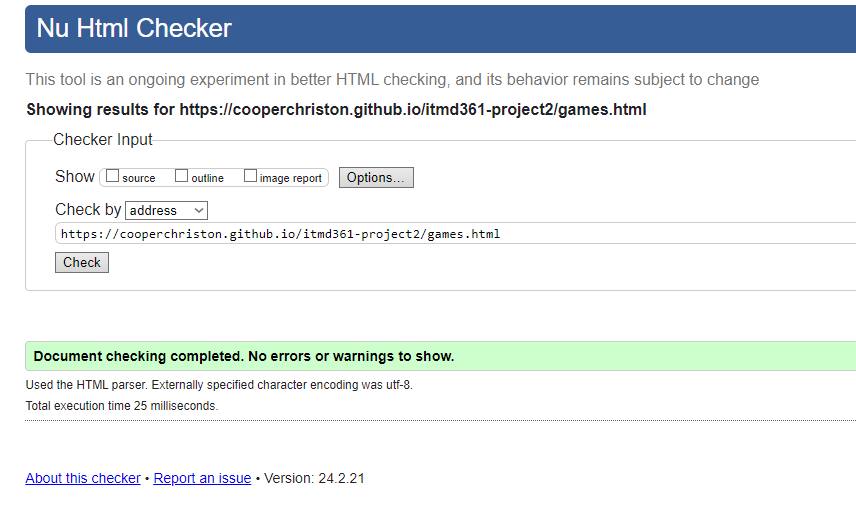 Nu Html Checker
This tool is an ongoing experiment in better HTML checking, and its behavior remains subject to change
Showing results for https://cooperchriston.github.io/itmd361-project2/games.html
Checker Input
Show source outline image report Options...
Check by address
https://cooperchriston.github.io/itmd361-project2/games.html
Check
Document checking completed. No errors or warnings to show.
Used the HTML parser. Externally specified character encoding was utf-8.
Total execution time 25 milliseconds.
About this checker • Report an issue • Version: 24.2.21